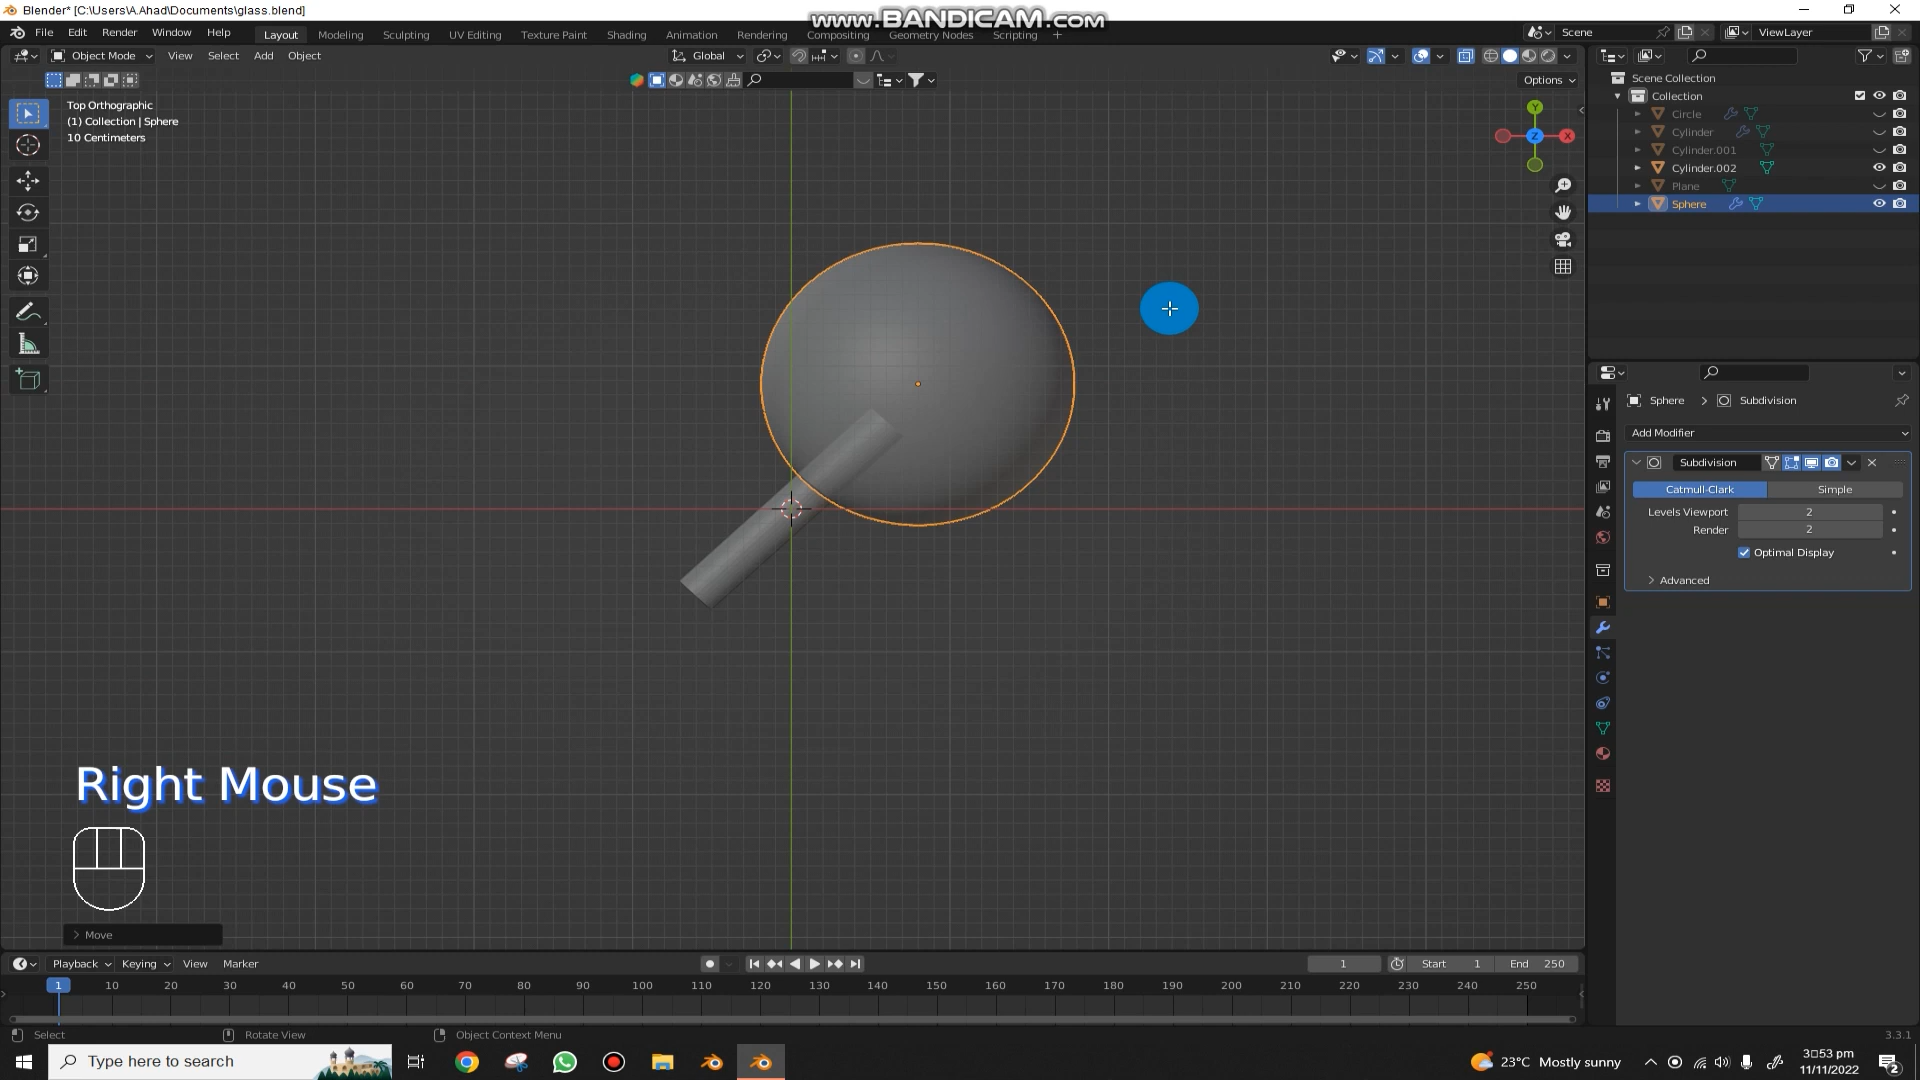 Blender* [C:\Users\A.Ahad\Documents\glass.blend]
www.BANDICAM.com
File Edit Render Window Help
Layout Modeling Sculpting UV Editing Texture Paint Shading Animation Rendering Compositing Geometry Nodes Scripting +
Scene
ViewLayer
Object Mode View Select Add Object
Global
Options
Top Orthographic
(1) Collection | Sphere
10 Centimeters
Y
X
Z
Scene Collection
Collection
Circle
Cylinder
Cylinder.001
Cylinder.002
Plane
Sphere
Sphere > Subdivision
Add Modifier
Subdivision
Catmull-Clark Simple
Levels Viewport 2
Render 2
Optimal Display
Advanced
Right Mouse
Move
Playback Keying View Marker
1
Start 1 End 250
1 10 20 30 40 50 60 70 80 90 100 110 120 130 140 150 160 170 180 190 200 210 220 230 240 250
Select Rotate View Object Context Menu
3.3.1
Type here to search
23°C Mostly sunny
3▯53 pm
11/11/2022
2